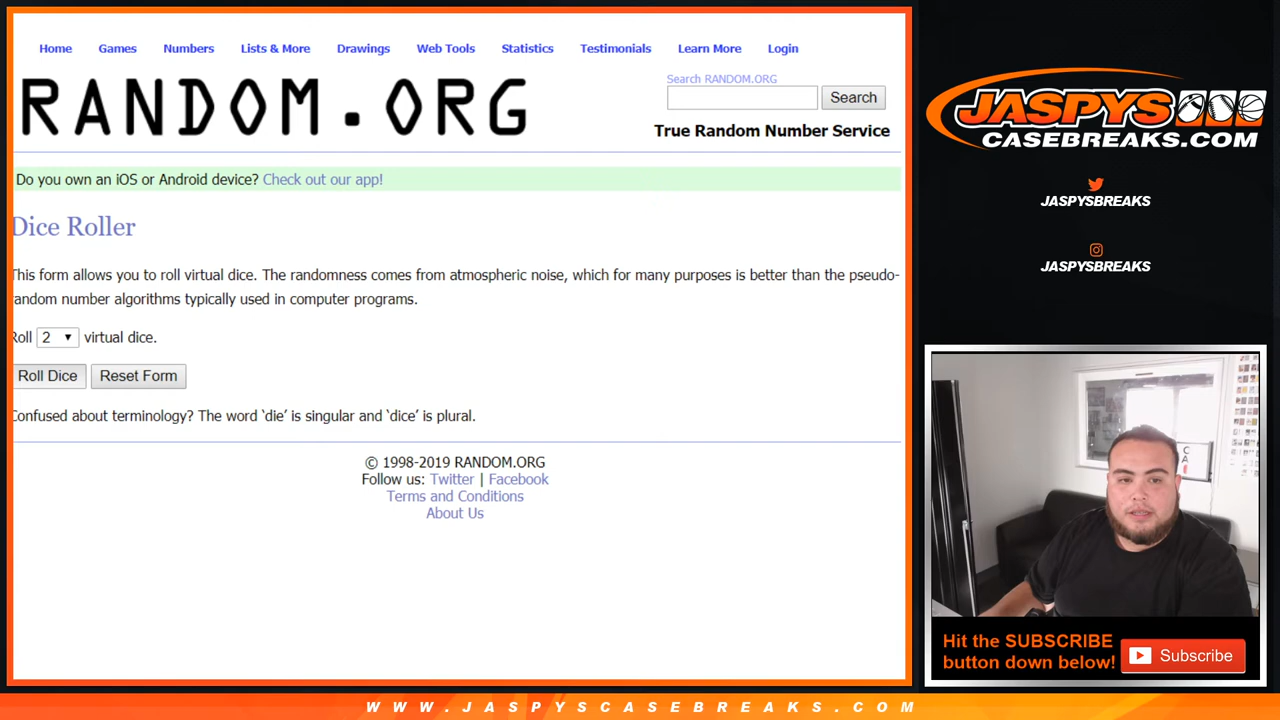 Home Games Numbers Lists & More Drawings Web Tools Statistics Testimonials Learn More Login
RANDOM.ORG
Search RANDOM.ORG
Search
True Random Number Service
Do you own an iOS or Android device? Check out our app!
Dice Roller
This form allows you to roll virtual dice. The randomness comes from atmospheric noise, which for many purposes is better than the pseudo-
random number algorithms typically used in computer programs.
Roll 2 virtual dice.
Roll Dice Reset Form
Confused about terminology? The word ‘die’ is singular and ‘dice’ is plural.
© 1998-2019 RANDOM.ORG
Follow us: Twitter | Facebook
Terms and Conditions
About Us
JASPYS
CASEBREAKS.COM
JASPYSBREAKS
JASPYSBREAKS
Hit the SUBSCRIBE
button down below!
Subscribe
WWW.JASPYSCASEBREAKS.COM